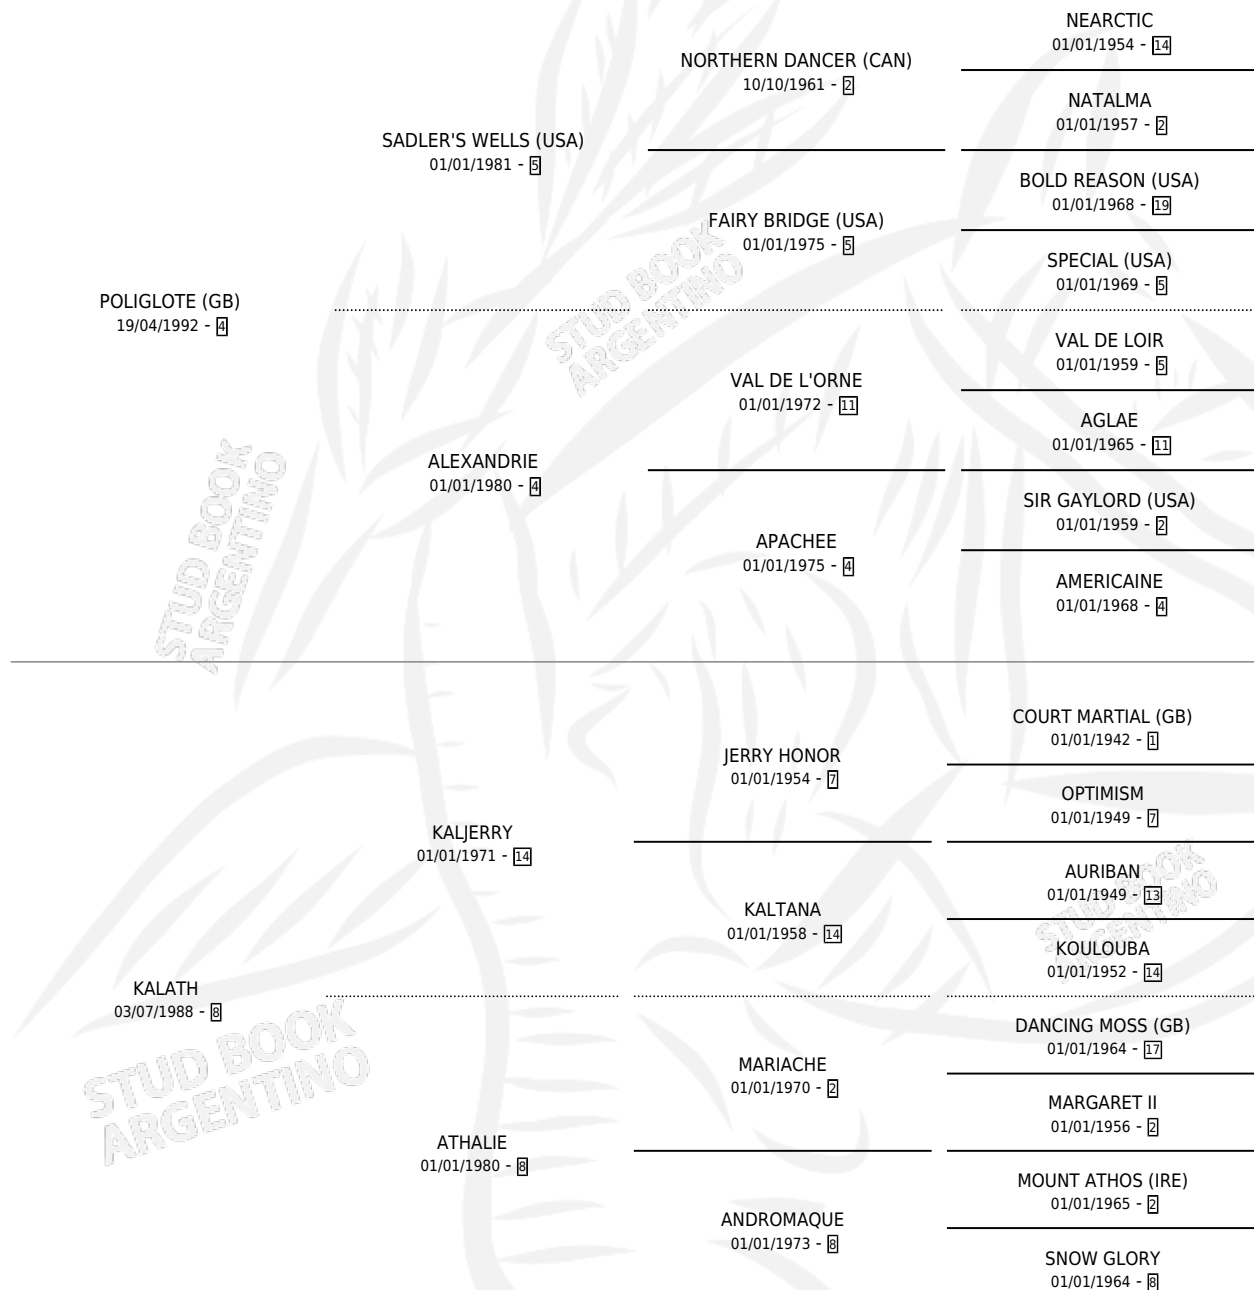 NEARCTIC
01/01/1954 - 14
NORTHERN DANCER (CAN)
10/10/1961 - 2
NATALMA
01/01/1957 - 2
SADLER'S WELLS (USA)
01/01/1981 - 5
BOLD REASON (USA)
01/01/1968 - 19
FAIRY BRIDGE (USA)
01/01/1975 - 5
SPECIAL (USA)
01/01/1969 - 5
POLIGLOTE (GB)
19/04/1992 - 4
VAL DE LOIR
01/01/1959 - 5
VAL DE L'ORNE
01/01/1972 - 11
AGLAE
01/01/1965 - 11
ALEXANDRIE
01/01/1980 - 4
SIR GAYLORD (USA)
01/01/1959 - 2
APACHEE
01/01/1975 - 4
AMERICAINE
01/01/1968 - 4
COURT MARTIAL (GB)
01/01/1942 - 1
JERRY HONOR
01/01/1954 - 7
OPTIMISM
01/01/1949 - 7
KALJERRY
01/01/1971 - 14
AURIBAN
01/01/1949 - 13
KALTANA
01/01/1958 - 14
KOULOUBA
01/01/1952 - 14
KALATH
03/07/1988 - 8
DANCING MOSS (GB)
01/01/1964 - 17
MARIACHE
01/01/1970 - 2
MARGARET II
01/01/1956 - 2
ATHALIE
01/01/1980 - 8
MOUNT ATHOS (IRE)
01/01/1965 - 2
ANDROMAQUE
01/01/1973 - 8
SNOW GLORY
01/01/1964 - 8
STUD BOOK
ARGENTINO
STUD BOOK
ARGENTINO
STUD BOOK
ARGENTINO
STUD BOOK
ARGENTINO